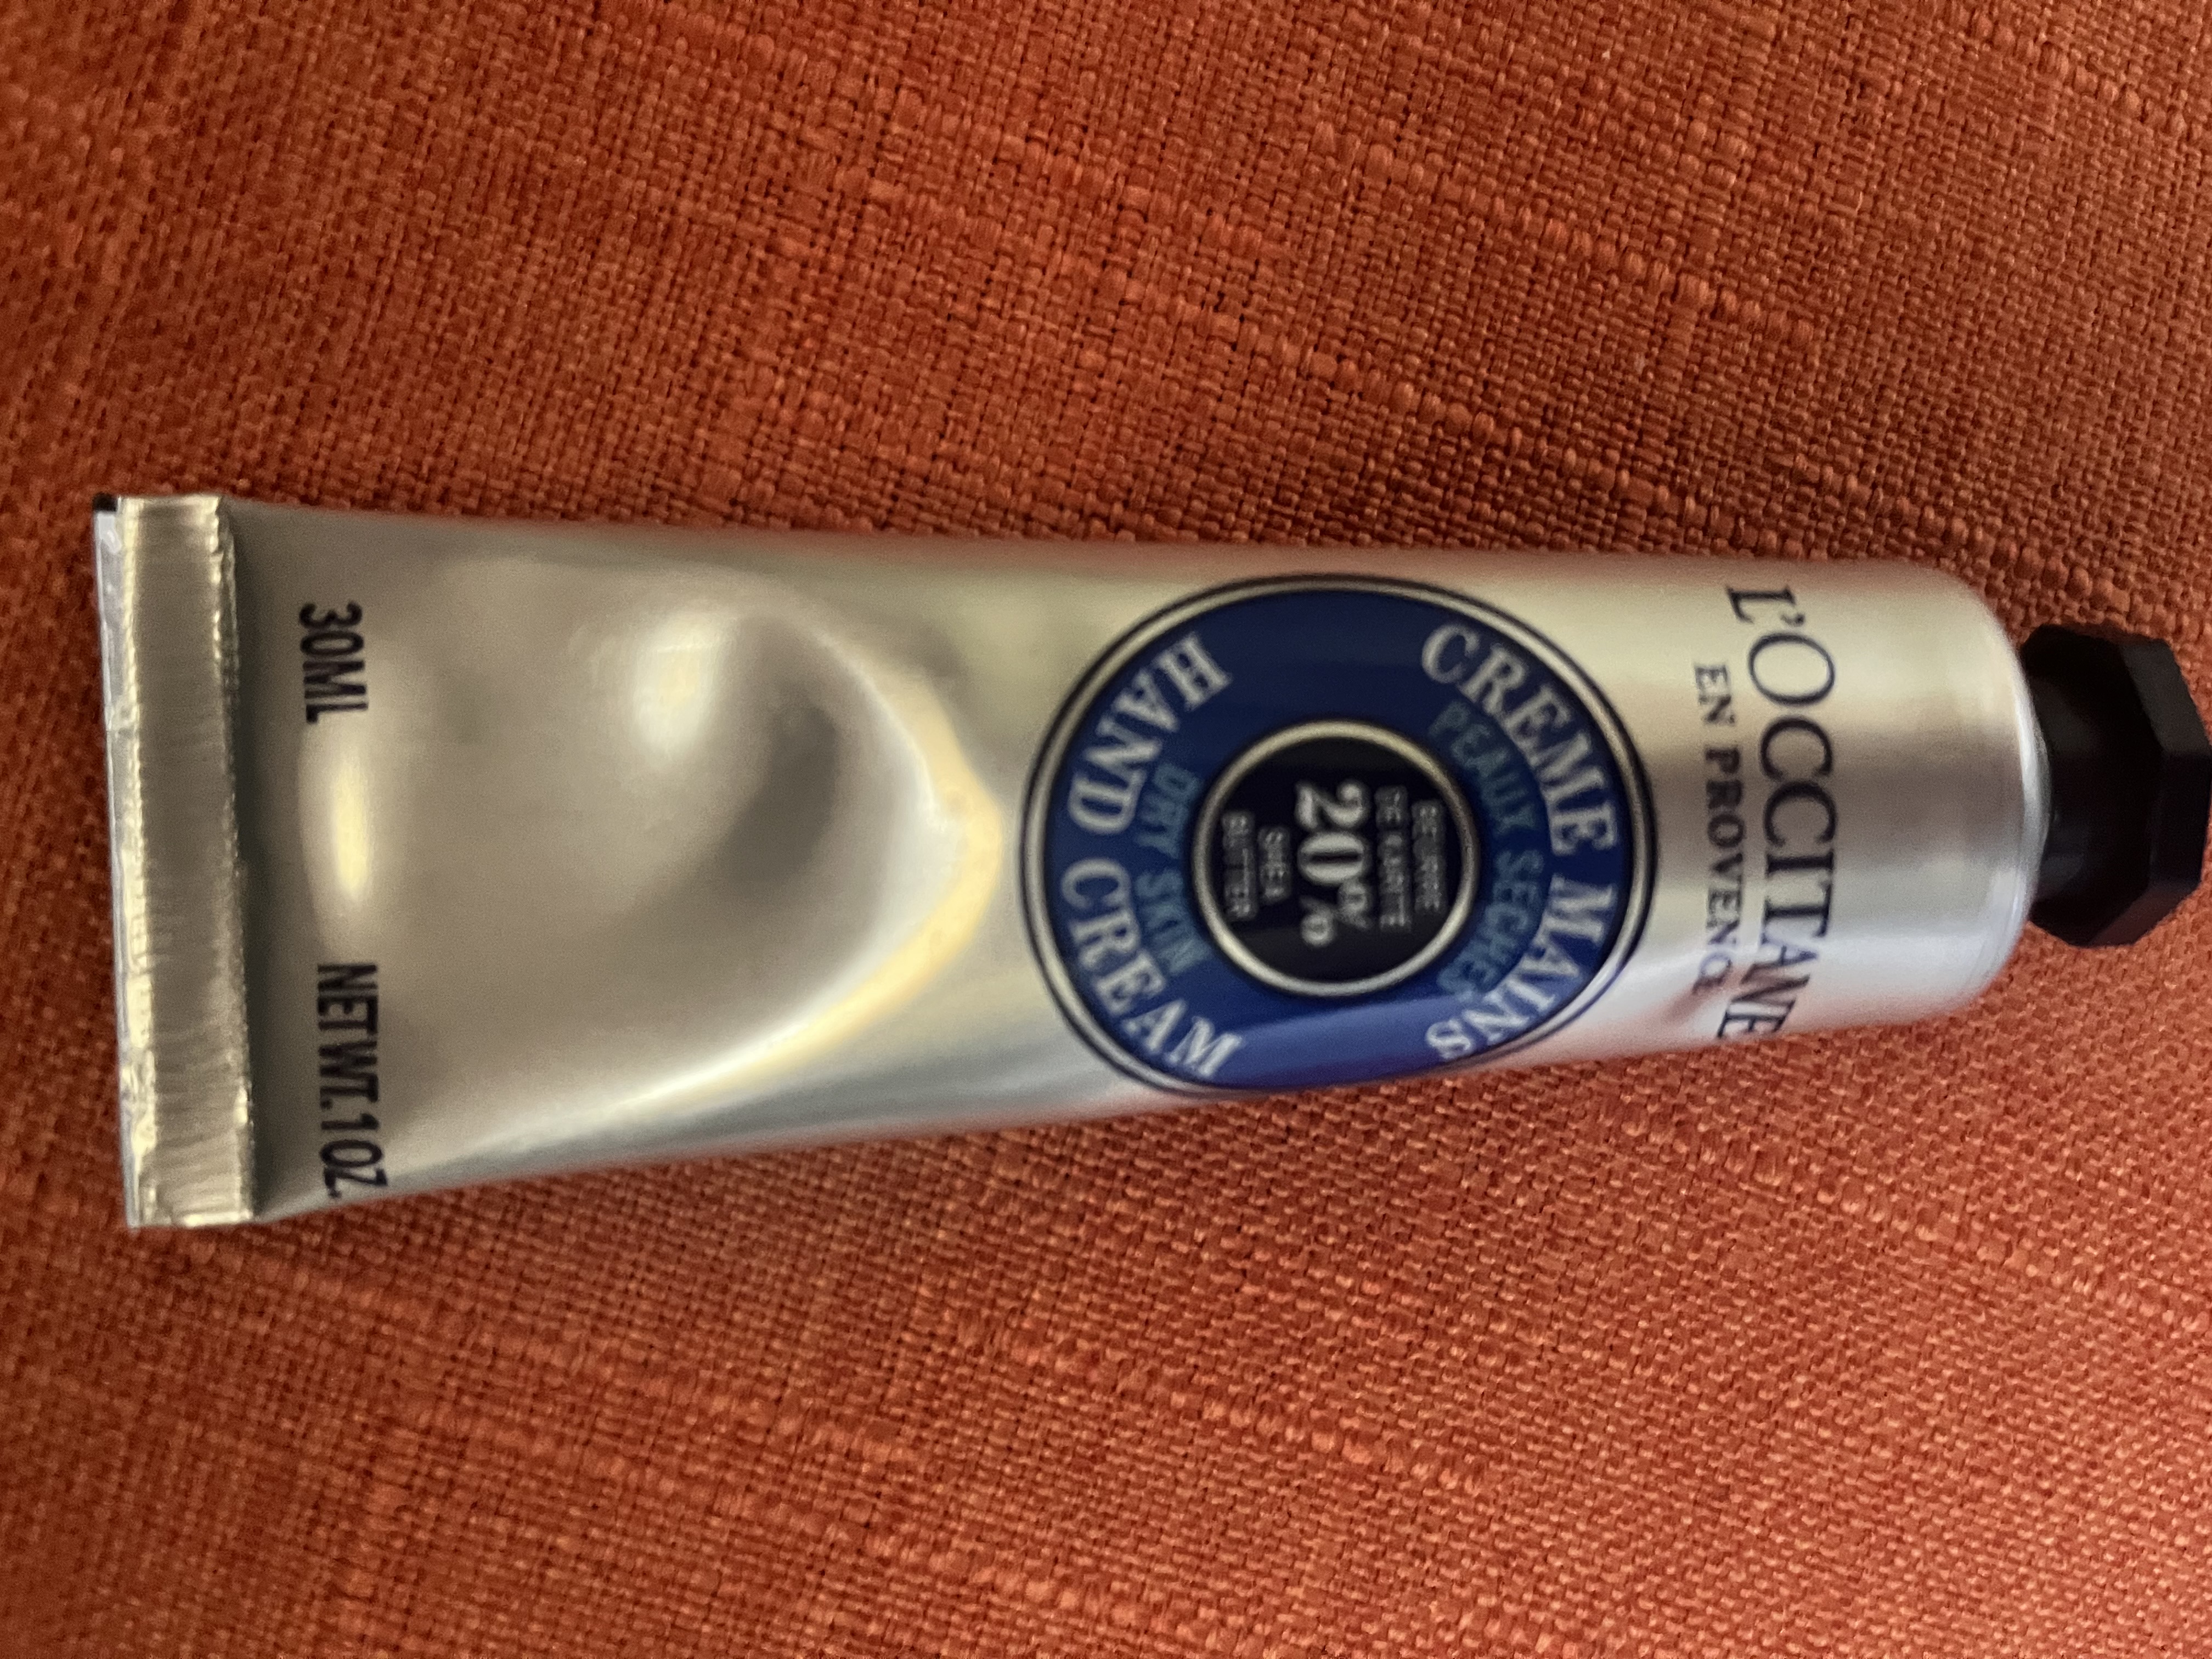 L'OCCITANE
EN PROVENCE
CREME MAINS
PEAUX SECHES
BEURRE
DE KARITE
20%
SHEA
BUTTER
DRY SKIN
HAND CREAM
30ML NET WT. 1 OZ.